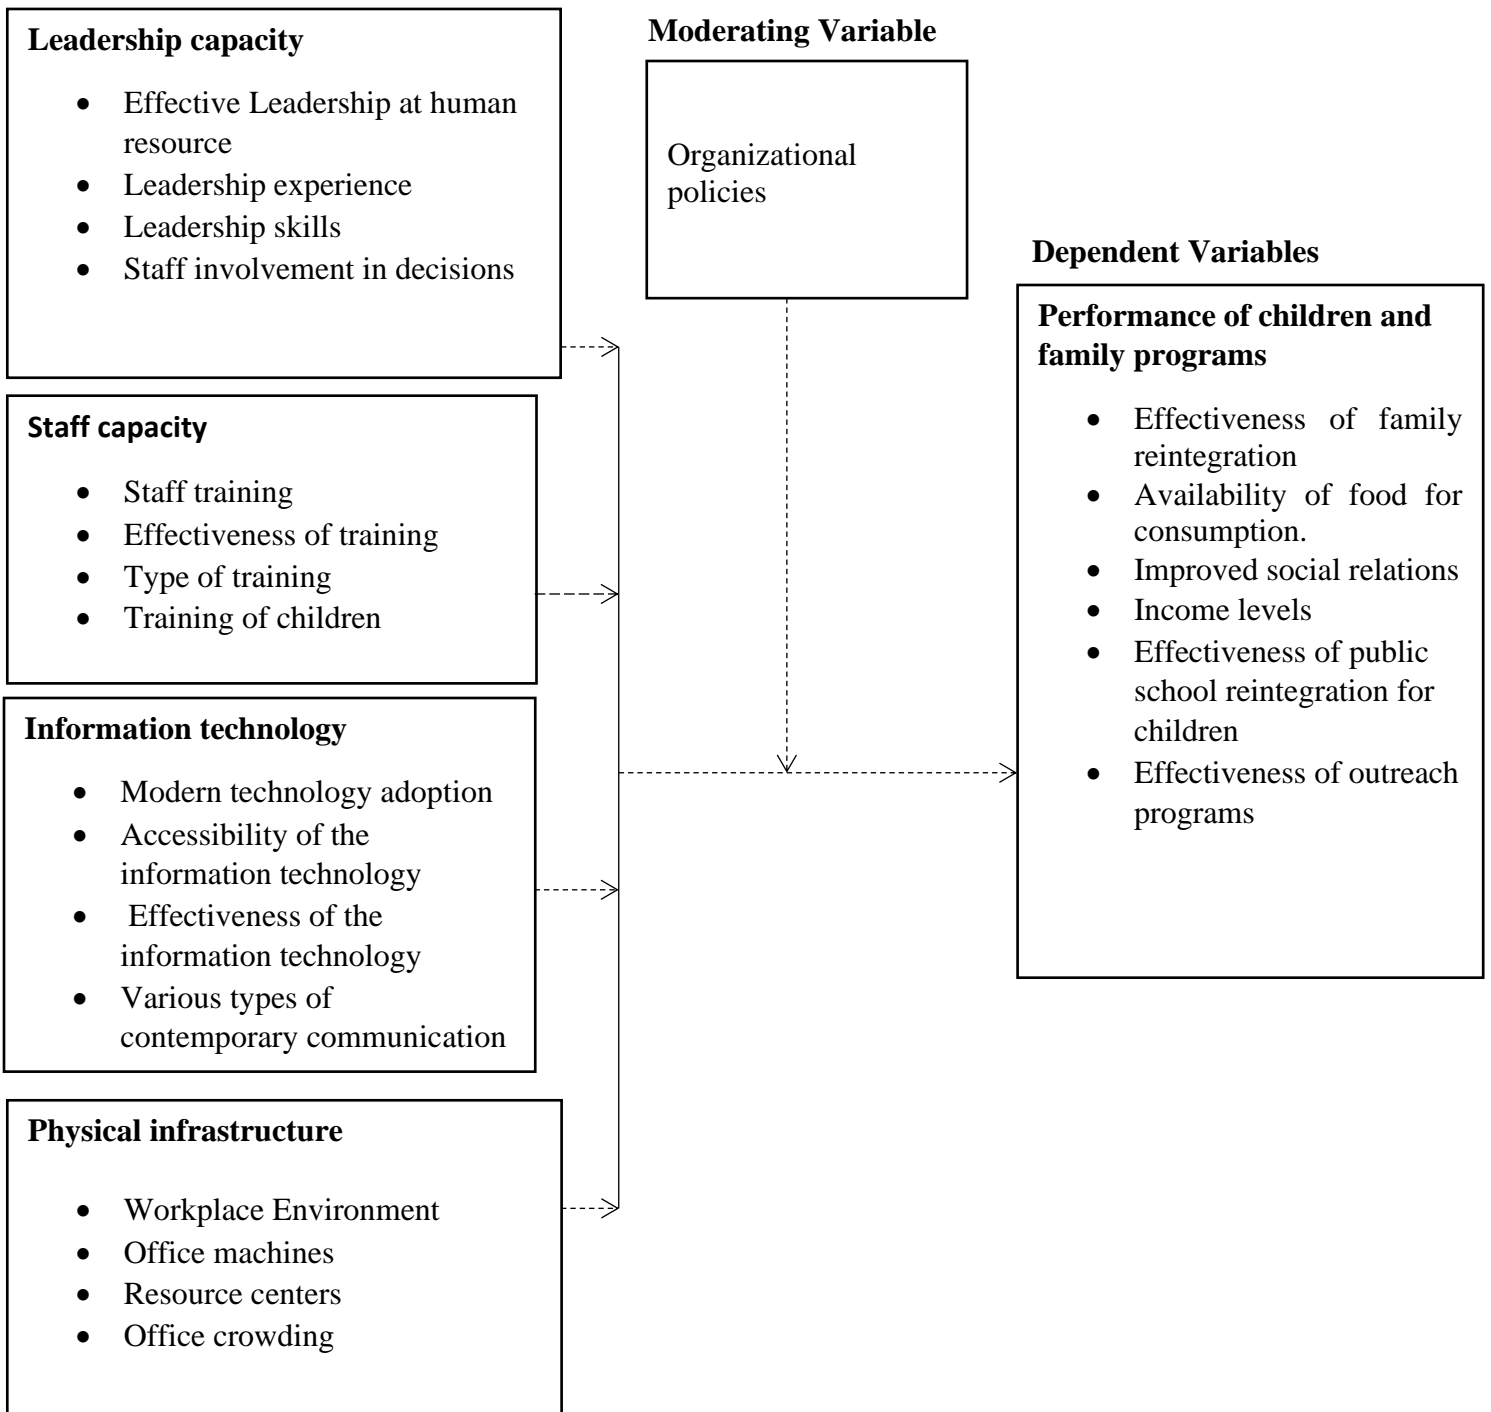 Leadership capacity
• Effective Leadership at human
resource
• Leadership experience
• Leadership skills
• Staff involvement in decisions
Staff capacity
• Staff training
• Effectiveness of training
• Type of training
• Training of children
Information technology
• Modern technology adoption
• Accessibility of the
information technology
• Effectiveness of the
information technology
• Various types of
contemporary communication
Physical infrastructure
• Workplace Environment
• Office machines
• Resource centers
• Office crowding
Moderating Variable
Organizational
policies
Dependent Variables
Performance of children and
family programs
• Effectiveness of family
reintegration
• Availability of food for
consumption.
• Improved social relations
• Income levels
• Effectiveness of public
school reintegration for
children
• Effectiveness of outreach
programs